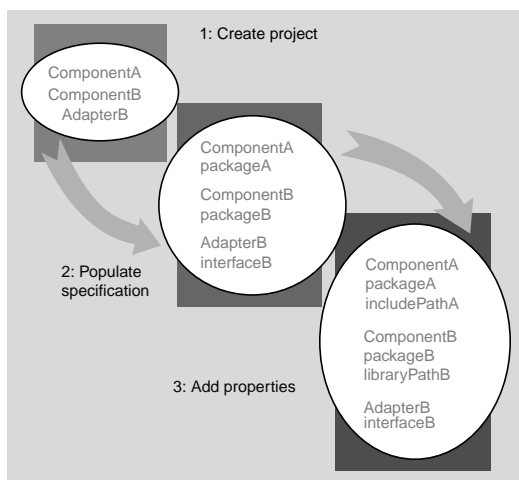 1: Create project
ComponentA
ComponentB
AdapterB
ComponentA
packageA
ComponentB
packageB
AdapterB
interfaceB
2: Populate
specification
ComponentA
packageA
includePathA
ComponentB
packageB
libraryPathB
AdapterB
interfaceB
3: Add properties